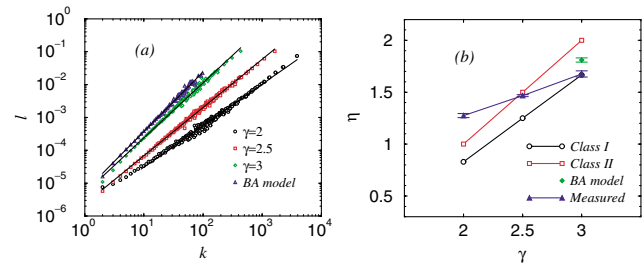 (a)
10^0
10^-1
10^-2
10^-3
10^-4
10^-5
10^-6
l
10^0 10^1 10^2 10^3 10^4
k
γ=2
γ=2.5
γ=3
BA model
(b)
2
1.5
1
0.5
η
2 2.5 3
γ
Class I
Class II
BA model
Measured